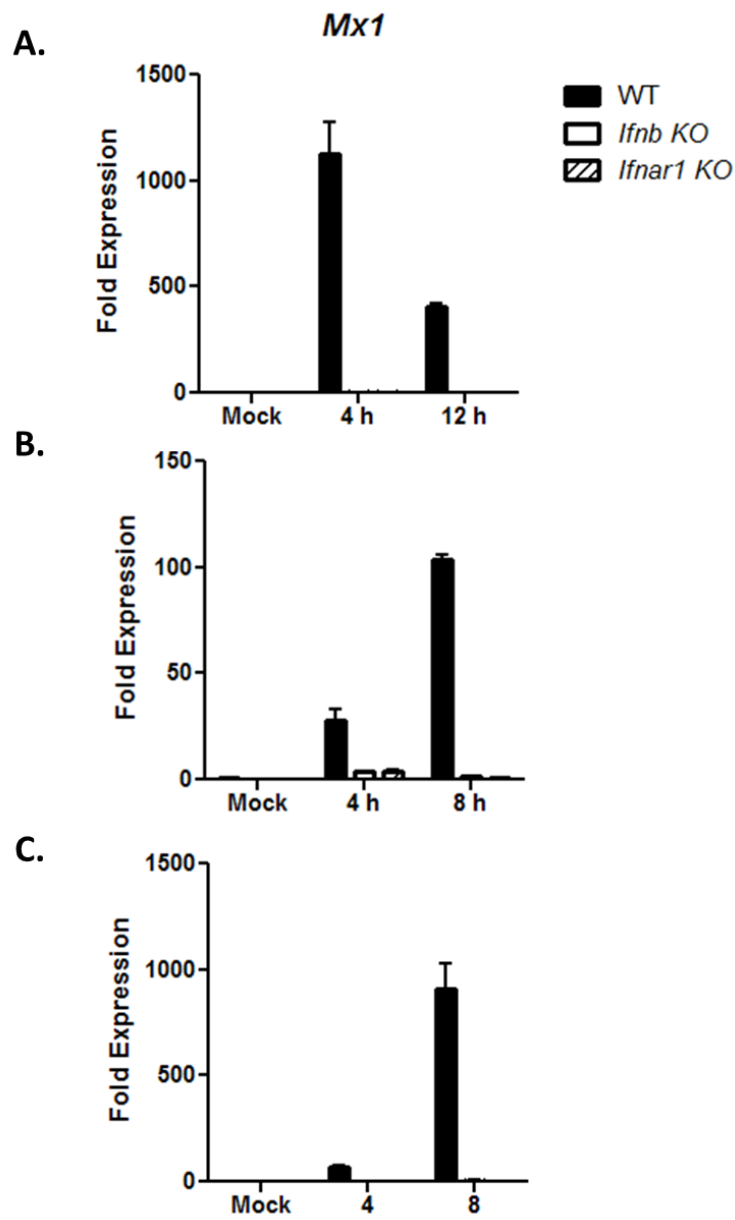 Mx1
A.
1500
1000
500
0
Fold Expression
Mock 4 h 12 h
WT
Ifnb KO
Ifnar1 KO
B.
150
100
50
0
Fold Expression
Mock 4 h 8 h
C.
1500
1000
500
0
Fold Expression
Mock 4 8